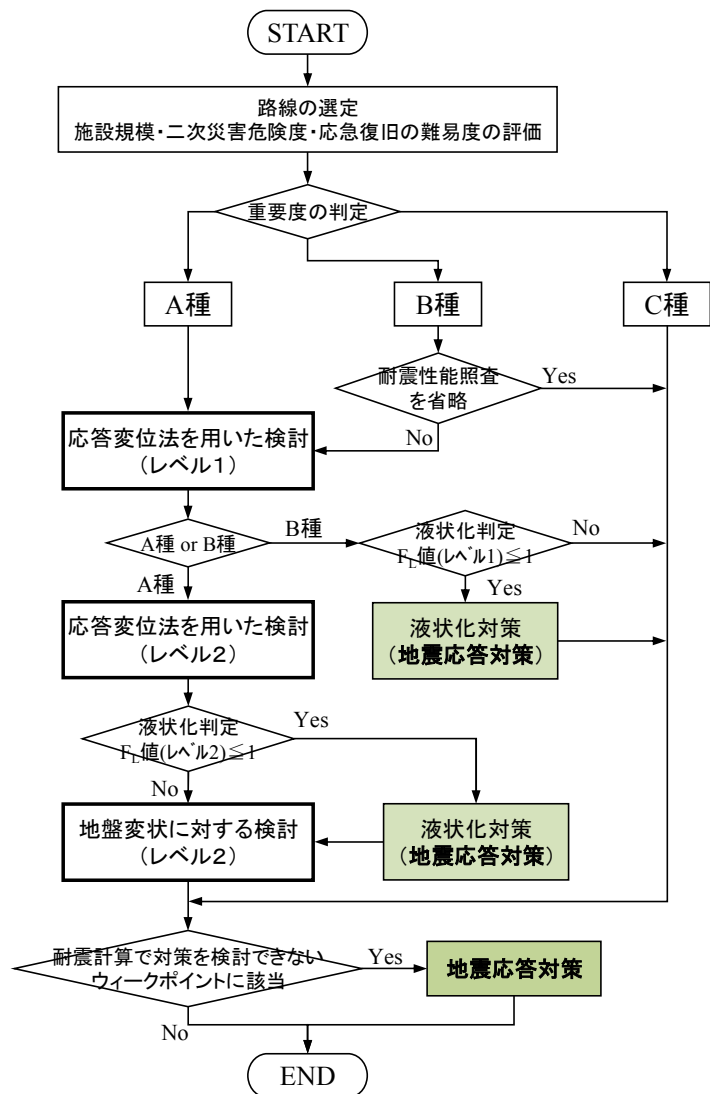 START
路線の選定
施設規模・二次災害危険度・応急復旧の難易度の評価
重要度の判定
A種
B種
C種
耐震性能照査
を省略
Yes
No
応答変位法を用いた検討
(レベル1)
A種 or B種
B種
液状化判定
FL値(レベル1)≦1
No
A種
Yes
応答変位法を用いた検討
(レベル2)
液状化対策
(地震応答対策)
液状化判定
FL値(レベル2)≦1
Yes
No
地盤変状に対する検討
(レベル2)
液状化対策
(地震応答対策)
耐震計算で対策を検討できない
ウィークポイントに該当
Yes
地震応答対策
No
END